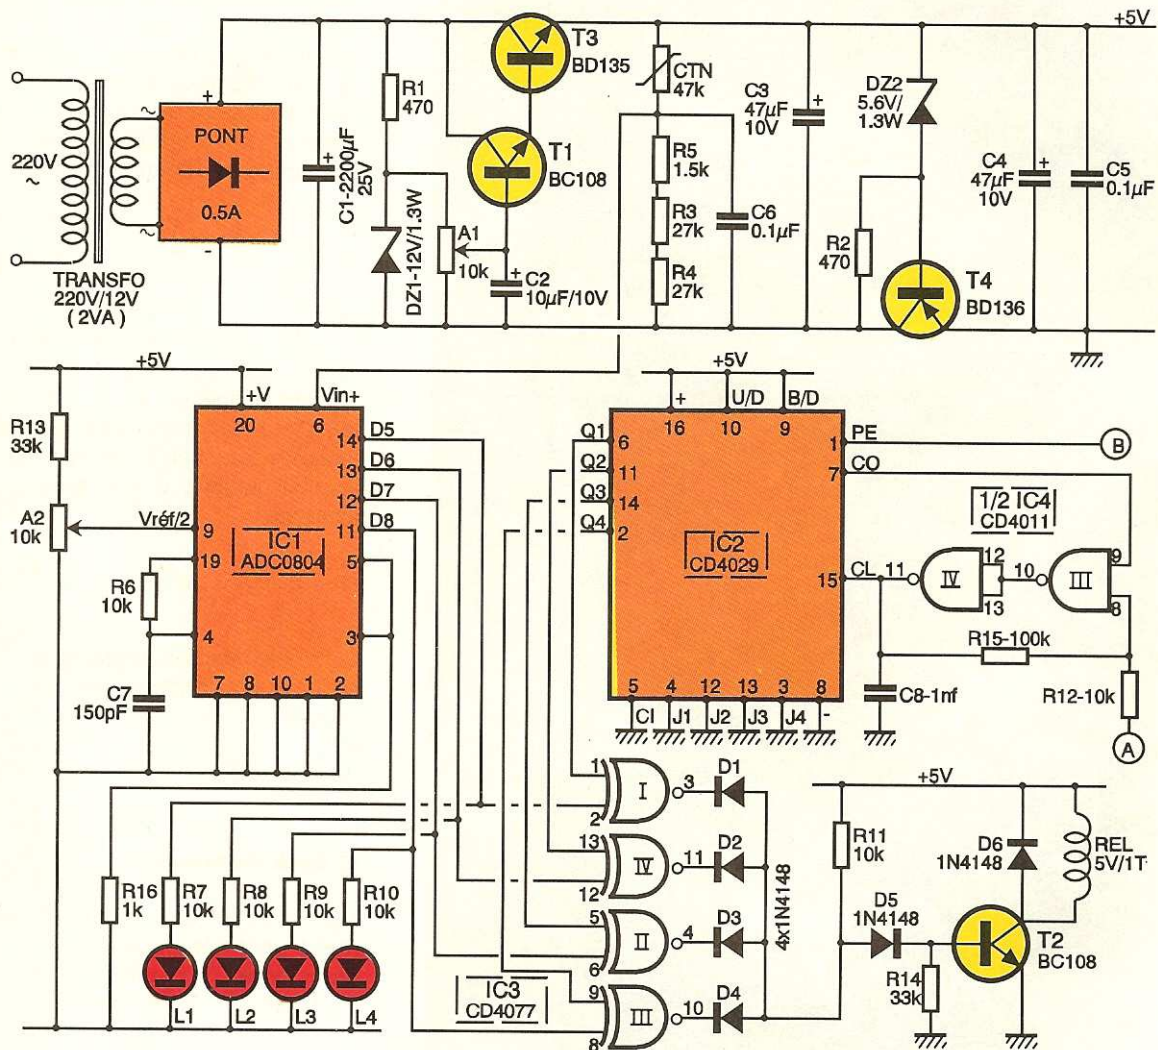 +5V
T3
BD135
CTN
47k
R1
470
DZ2
5.6V/
1.3W
C3
47µF
10V
PONT
0.5A
+
-
~
~
220V
~
C1-2200µF
25V
T1
BC108
R5
1.5k
C4
47µF
10V
C5
0.1µF
DZ1-12V/1.3W
A1
10k
R3
27k
C6
0.1µF
R2
470
C2
10µF/10V
R4
27k
T4
BD136
TRANSFO
220V/12V
( 2VA )
+5V
+5V
+V
Vin+
20
6
+
U/D
B/D
16
10
9
R13
33k
14
D5
13
D6
12
D7
11
D8
5
3
Q1
6
Q2
11
Q3
14
Q4
2
1
PE
B
7
CO
A2
10k
Vréf/2
9
19
4
IC1
ADC0804
R6
10k
IC2
CD4029
1/2 IC4
CD4011
15
CL
11
IV
12
13
10
III
9
8
C7
150pF
7
8
10
1
2
5
4
12
13
3
8
CI
J1
J2
J3
J4
-
R15-100k
C8-1nf
R12-10k
A
1
2
I
3
D1
13
12
IV
11
D2
5
6
II
4
D3
9
8
III
10
D4
4x1N4148
IC3
CD4077
+5V
R11
10k
D6
1N4148
REL
5V/1T
D5
1N4148
T2
BC108
R14
33k
R16
1k
R7
10k
R8
10k
R9
10k
R10
10k
L1
L2
L3
L4